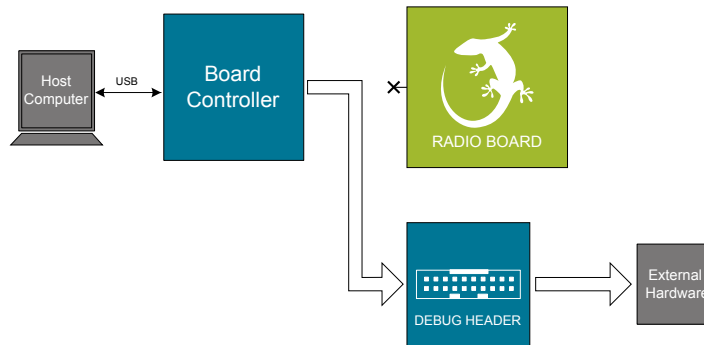 Host
Computer
USB
Board
Controller
RADIO BOARD
DEBUG HEADER
External
Hardware